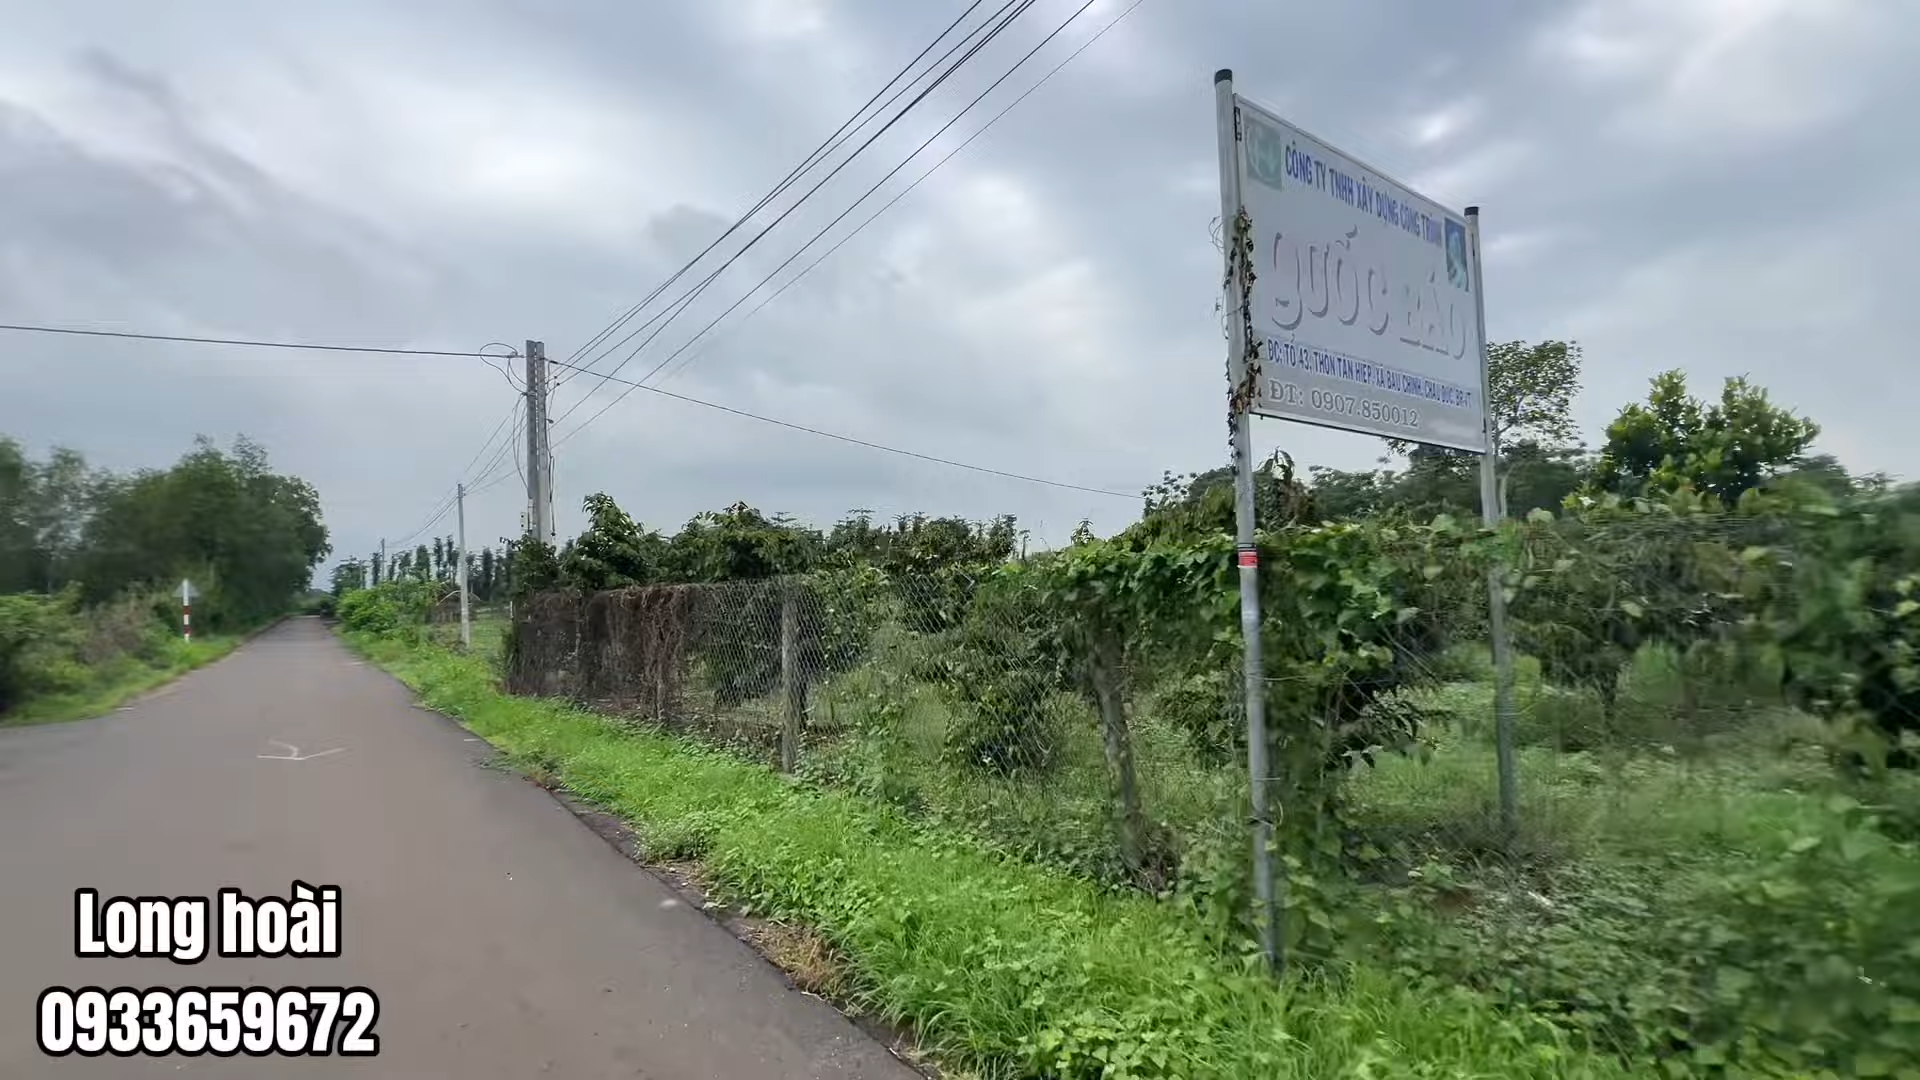 CÔNG TY TNHH XÂY DỰNG CÔNG TRÌNH
QUỐC BẢO
ĐC: TỔ 43, THÔN TÂN HIỆP, XÃ BÀU CHINH, CHÂU ĐỨC, BR-VT
ĐT: 0907.850012
Long hoài
0933659672